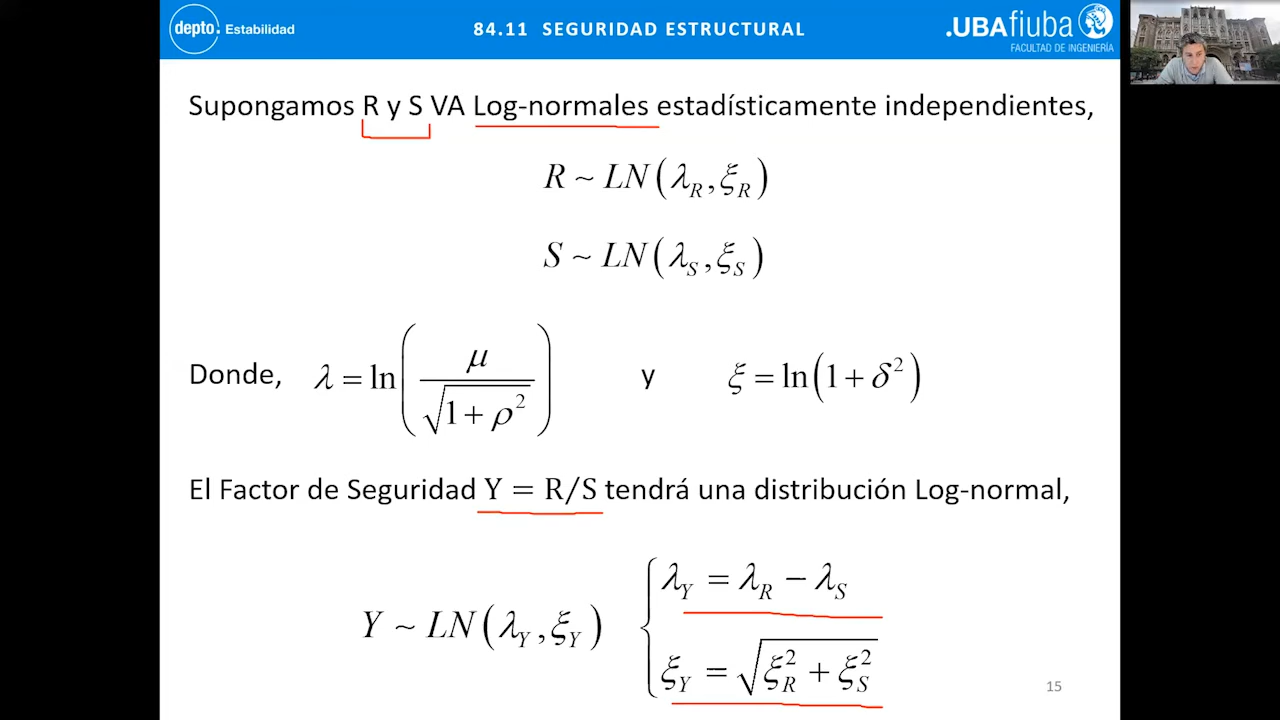 depto. Estabilidad
84.11 SEGURIDAD ESTRUCTURAL
.UBAfiuba
FACULTAD DE INGENIERÍA
Supongamos R y S VA Log-normales estadísticamente independientes,
R ~ LN(λ_R, ξ_R)
S ~ LN(λ_S, ξ_S)
Donde, λ = ln(μ / √(1 + ρ²)) y ξ = ln(1 + δ²)
El Factor de Seguridad Y = R/S tendrá una distribución Log-normal,
Y ~ LN(λ_Y, ξ_Y) { λ_Y = λ_R − λ_S
ξ_Y = √(ξ_R² + ξ_S²)
15